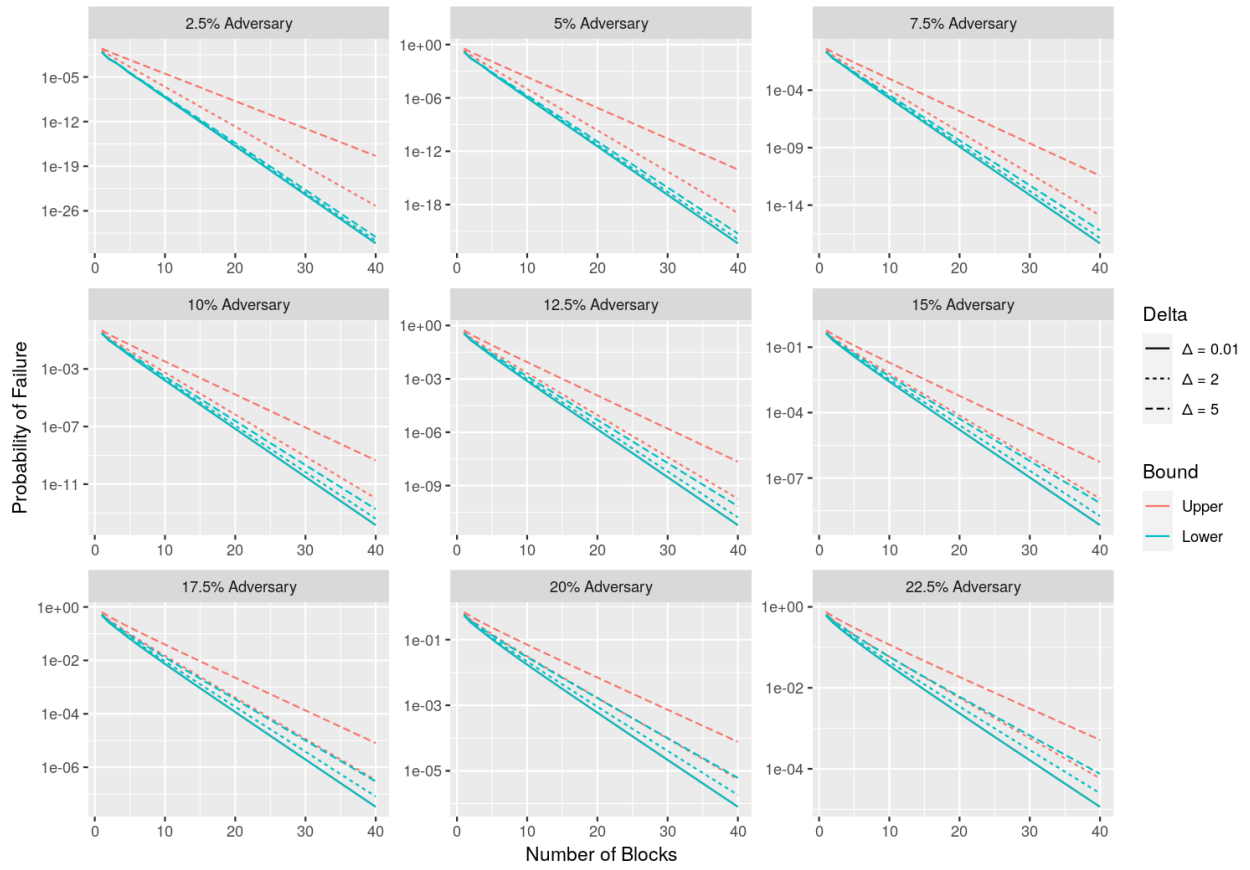 2.5% Adversary
5% Adversary
7.5% Adversary
1e-05
1e-12
1e-19
1e-26
1e+00
1e-06
1e-12
1e-18
1e-04
1e-09
1e-14
0 10 20 30 40
0 10 20 30 40
0 10 20 30 40
10% Adversary
12.5% Adversary
15% Adversary
1e-03
1e-07
1e-11
1e+00
1e-03
1e-06
1e-09
1e-01
1e-04
1e-07
0 10 20 30 40
0 10 20 30 40
0 10 20 30 40
17.5% Adversary
20% Adversary
22.5% Adversary
1e+00
1e-02
1e-04
1e-06
1e-01
1e-03
1e-05
1e+00
1e-02
1e-04
0 10 20 30 40
0 10 20 30 40
0 10 20 30 40
Probability of Failure
Number of Blocks
Delta
Δ = 0.01
Δ = 2
Δ = 5
Bound
Upper
Lower